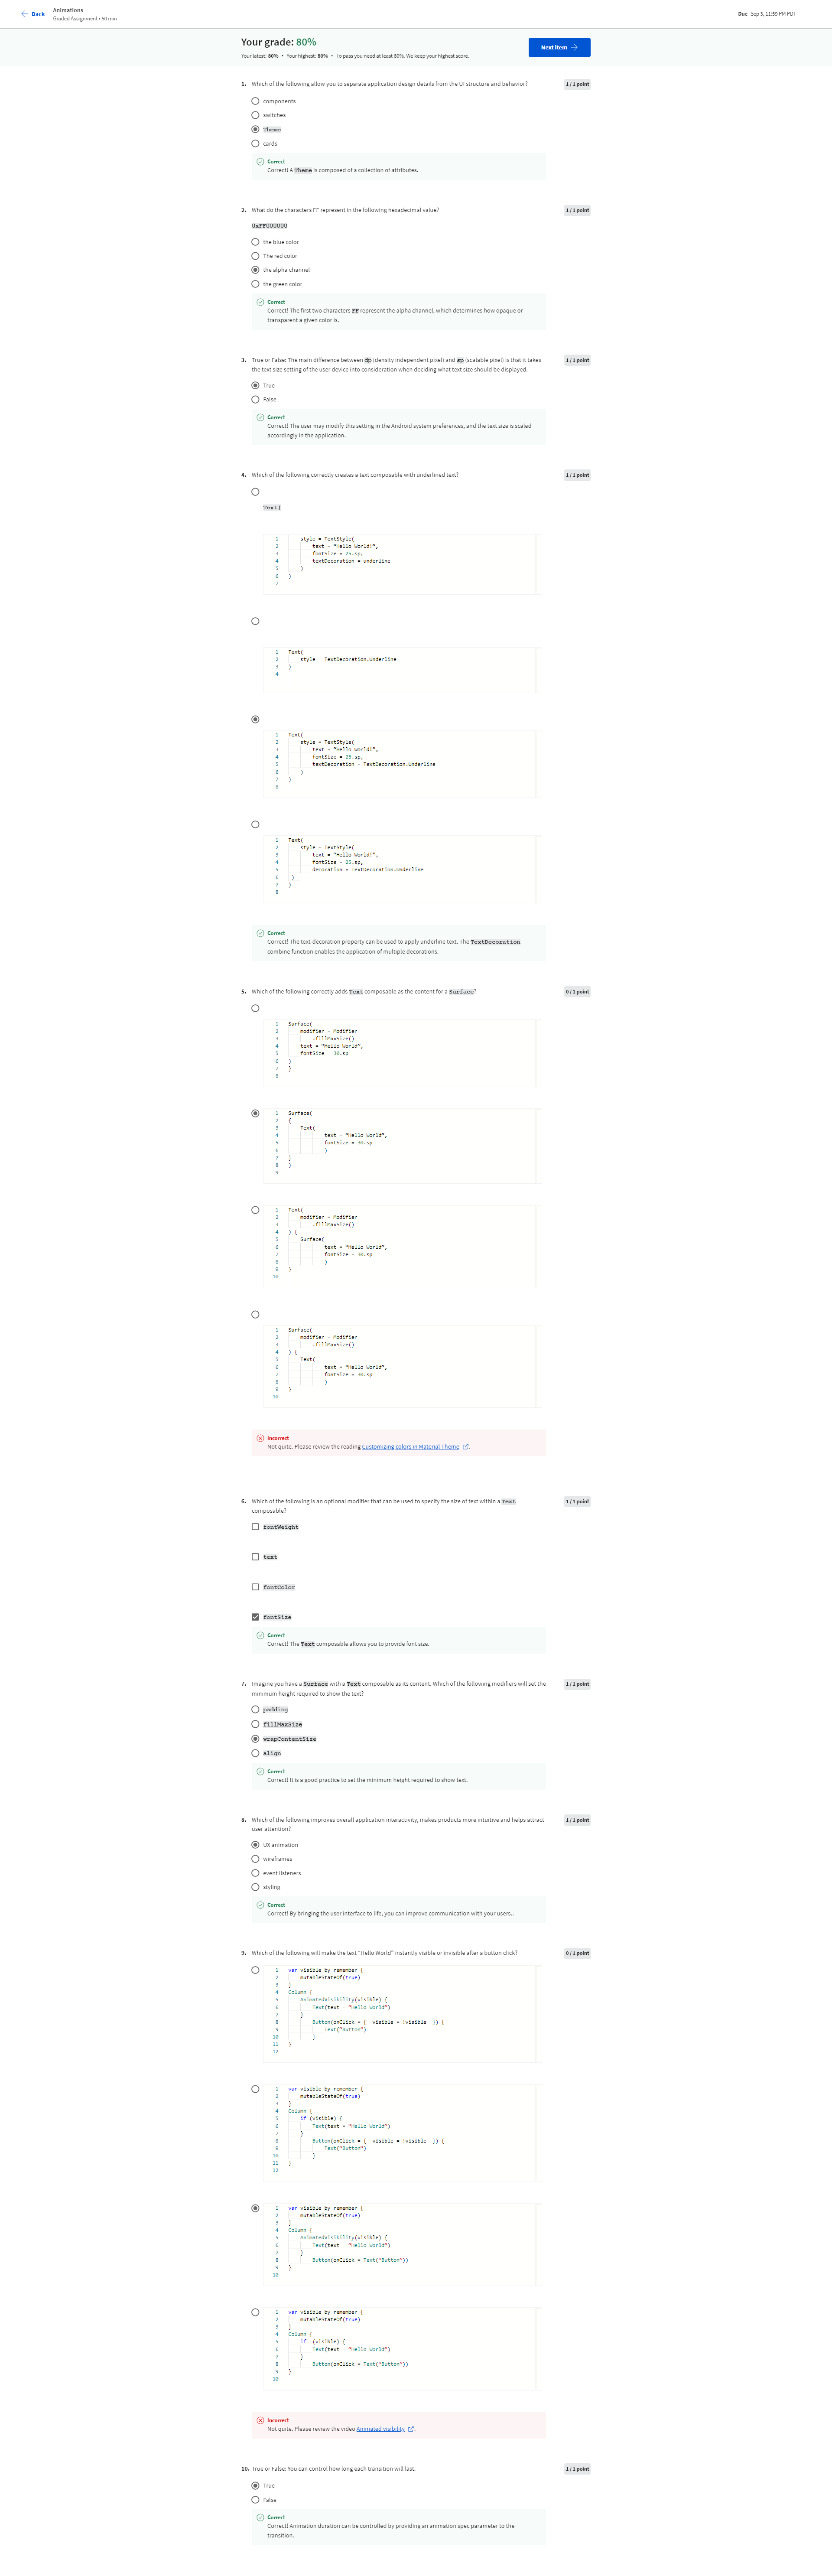 Back
Animations
Graded Assignment • 30 min
Due Sep 3, 11:59 PM PDT
Your grade: 80%
Your latest: 80% • Your highest: 80% • To pass you need at least 80%. We keep your highest score.
Next item
1. Which of the following allow you to separate application design details from the UI structure and behavior?
1 / 1 point
components
switches
Theme
cards
Correct
Correct! A Theme is composed of a collection of attributes.
2. What do the characters FF represent in the following hexadecimal value?
1 / 1 point
0xFF000000
the blue color
The red color
the alpha channel
the green color
Correct
Correct! The first two characters FF represent the alpha channel, which determines how opaque or
transparent a given color is.
3. True or False: The main difference between dp (density independent pixel) and sp (scalable pixel) is that it takes
the text size setting of the user device into consideration when deciding what text size should be displayed.
1 / 1 point
True
False
Correct
Correct! The user may modify this setting in the Android system preferences, and the text size is scaled
accordingly in the application.
4. Which of the following correctly creates a text composable with underlined text?
1 / 1 point
Text(
1 style = TextStyle(
2 text = "Hello World!",
3 fontSize = 25.sp,
4 textDecoration = underline
5 )
6 )
7
1 Text(
2 style = TextDecoration.Underline
3 )
4
1 Text(
2 style = TextStyle(
3 text = "Hello World!",
4 fontSize = 25.sp,
5 textDecoration = TextDecoration.Underline
6 )
7 )
8
1 Text(
2 style = TextStyle(
3 text = "Hello World!",
4 fontSize = 25.sp,
5 decoration = TextDecoration.Underline
6 )
7 )
8
Correct
Correct! The text-decoration property can be used to apply underline text. The TextDecoration
combine function enables the application of multiple decorations.
5. Which of the following correctly adds Text composable as the content for a Surface?
0 / 1 point
1 Surface(
2 modifier = Modifier
3 .fillMaxSize()
4 text = "Hello World",
5 fontSize = 30.sp
6 )
7 }
8
1 Surface(
2 {
3 Text(
4 text = "Hello World",
5 fontSize = 30.sp
6 )
7 }
8 )
9
1 Text(
2 modifier = Modifier
3 .fillMaxSize()
4 ) {
5 Surface(
6 text = "Hello World",
7 fontSize = 30.sp
8 )
9 }
10
1 Surface(
2 modifier = Modifier
3 .fillMaxSize()
4 ) {
5 Text(
6 text = "Hello World",
7 fontSize = 30.sp
8 )
9 }
10
Incorrect
Not quite. Please review the reading Customizing colors in Material Theme.
6. Which of the following is an optional modifier that can be used to specify the size of text within a Text
composable?
1 / 1 point
fontWeight
text
fontColor
fontSize
Correct
Correct! The Text composable allows you to provide font size.
7. Imagine you have a Surface with a Text composable as its content. Which of the following modifiers will set the
minimum height required to show the text?
1 / 1 point
padding
fillMaxSize
wrapContentSize
align
Correct
Correct! It is a good practice to set the minimum height required to show text.
8. Which of the following improves overall application interactivity, makes products more intuitive and helps attract
user attention?
1 / 1 point
UX animation
wireframes
event listeners
styling
Correct
Correct! By bringing the user interface to life, you can improve communication with your users..
9. Which of the following will make the text "Hello World" instantly visible or invisible after a button click?
0 / 1 point
1 var visible by remember {
2 mutableStateOf(true)
3 }
4 Column {
5 AnimatedVisibility(visible) {
6 Text(text = "Hello World")
7 }
8 Button(onClick = { visible = !visible }) {
9 Text("Button")
10 }
11 }
12
1 var visible by remember {
2 mutableStateOf(true)
3 }
4 Column {
5 if (visible) {
6 Text(text = "Hello World")
7 }
8 Button(onClick = { visible = !visible }) {
9 Text("Button")
10 }
11 }
12
1 var visible by remember {
2 mutableStateOf(true)
3 }
4 Column {
5 AnimatedVisibility(visible) {
6 Text(text = "Hello World")
7 }
8 Button(onClick = Text("Button"))
9 }
10
1 var visible by remember {
2 mutableStateOf(true)
3 }
4 Column {
5 if (visible) {
6 Text(text = "Hello World")
7 }
8 Button(onClick = Text("Button"))
9 }
10
Incorrect
Not quite. Please review the video Animated visibility.
10. True or False: You can control how long each transition will last.
1 / 1 point
True
False
Correct
Correct! Animation duration can be controlled by providing an animation spec parameter to the
transition.